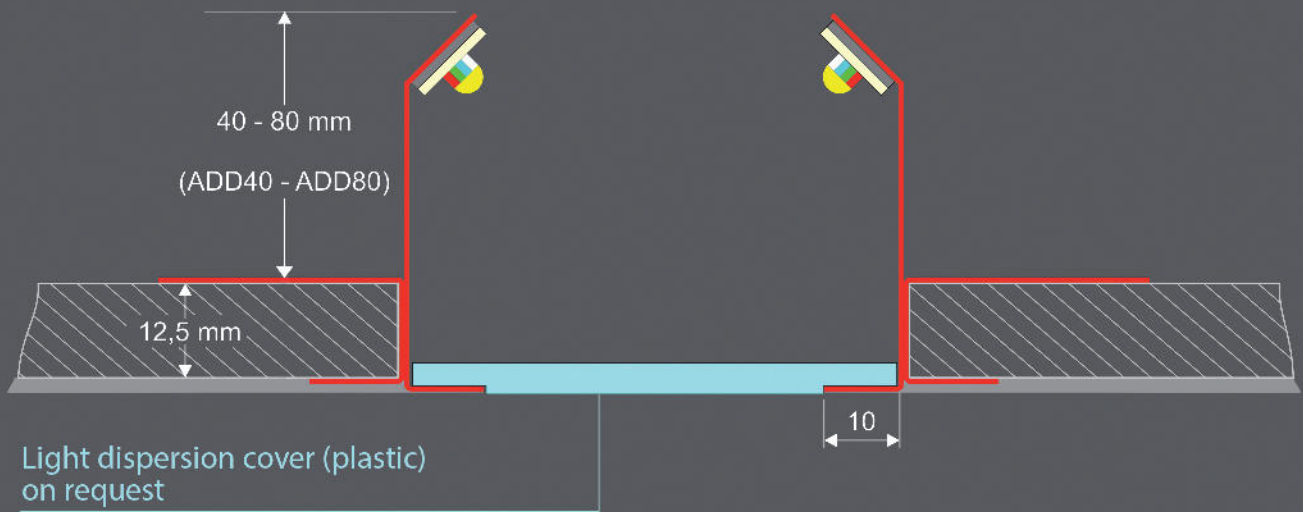 40 - 80 mm
(ADD40 - ADD80)
12,5 mm
10
Light dispersion cover (plastic)
on request